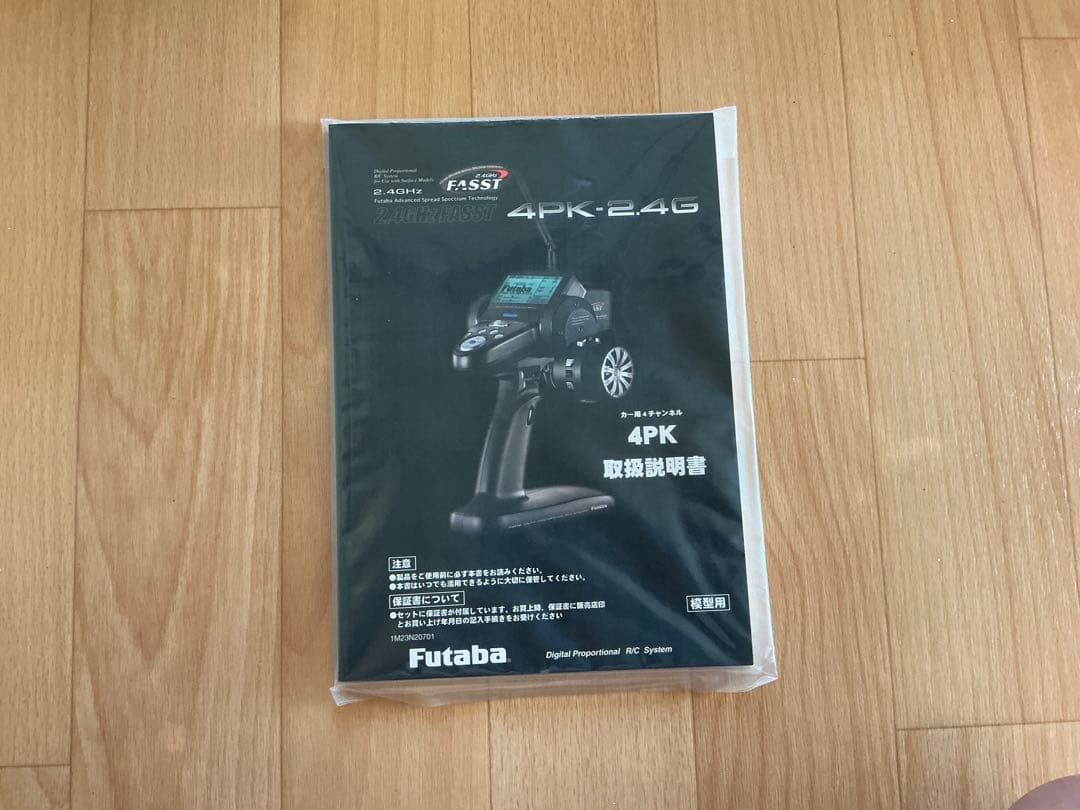 Digital Proportional
R/C System
for Use with Surface Models
2.4GHz
FASST
2.4GHz
Futaba Advanced Spread Spectrum Technology
2.4GHz FASST
4PK-2.4G
Futaba
カー用4チャンネル
4PK
取扱説明書
Futaba
注意
●製品をご使用前に必ず本書をお読みください。
●本書はいつでも活用できるように大切に保管してください。
保証書について
●セットに保証書が付属しています。お買上時、保証書に販売店印
とお買い上げ年月日の記入手続きをお受けください
模型用
1M23N20701
Futaba
Digital Proportional R/C System